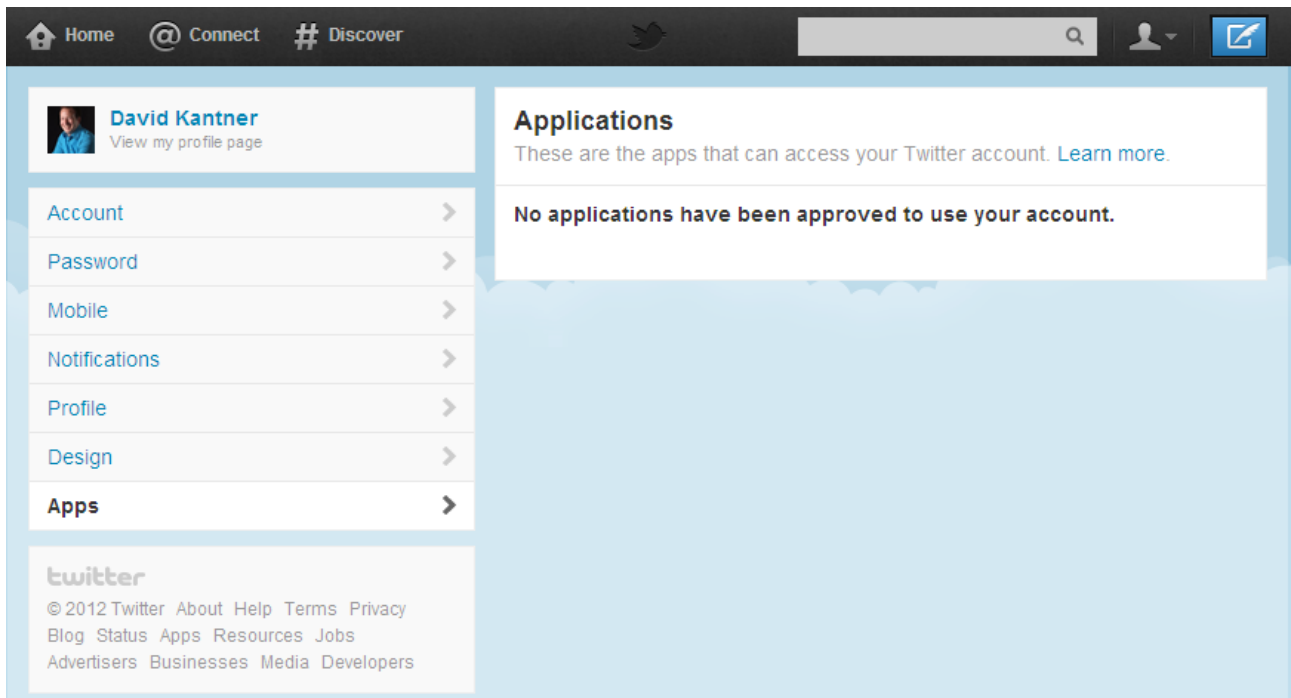 Home @ Connect # Discover
David Kantner
View my profile page
Account
Password
Mobile
Notifications
Profile
Design
Apps
twitter
© 2012 Twitter About Help Terms Privacy
Blog Status Apps Resources Jobs
Advertisers Businesses Media Developers
Applications
These are the apps that can access your Twitter account. Learn more.
No applications have been approved to use your account.